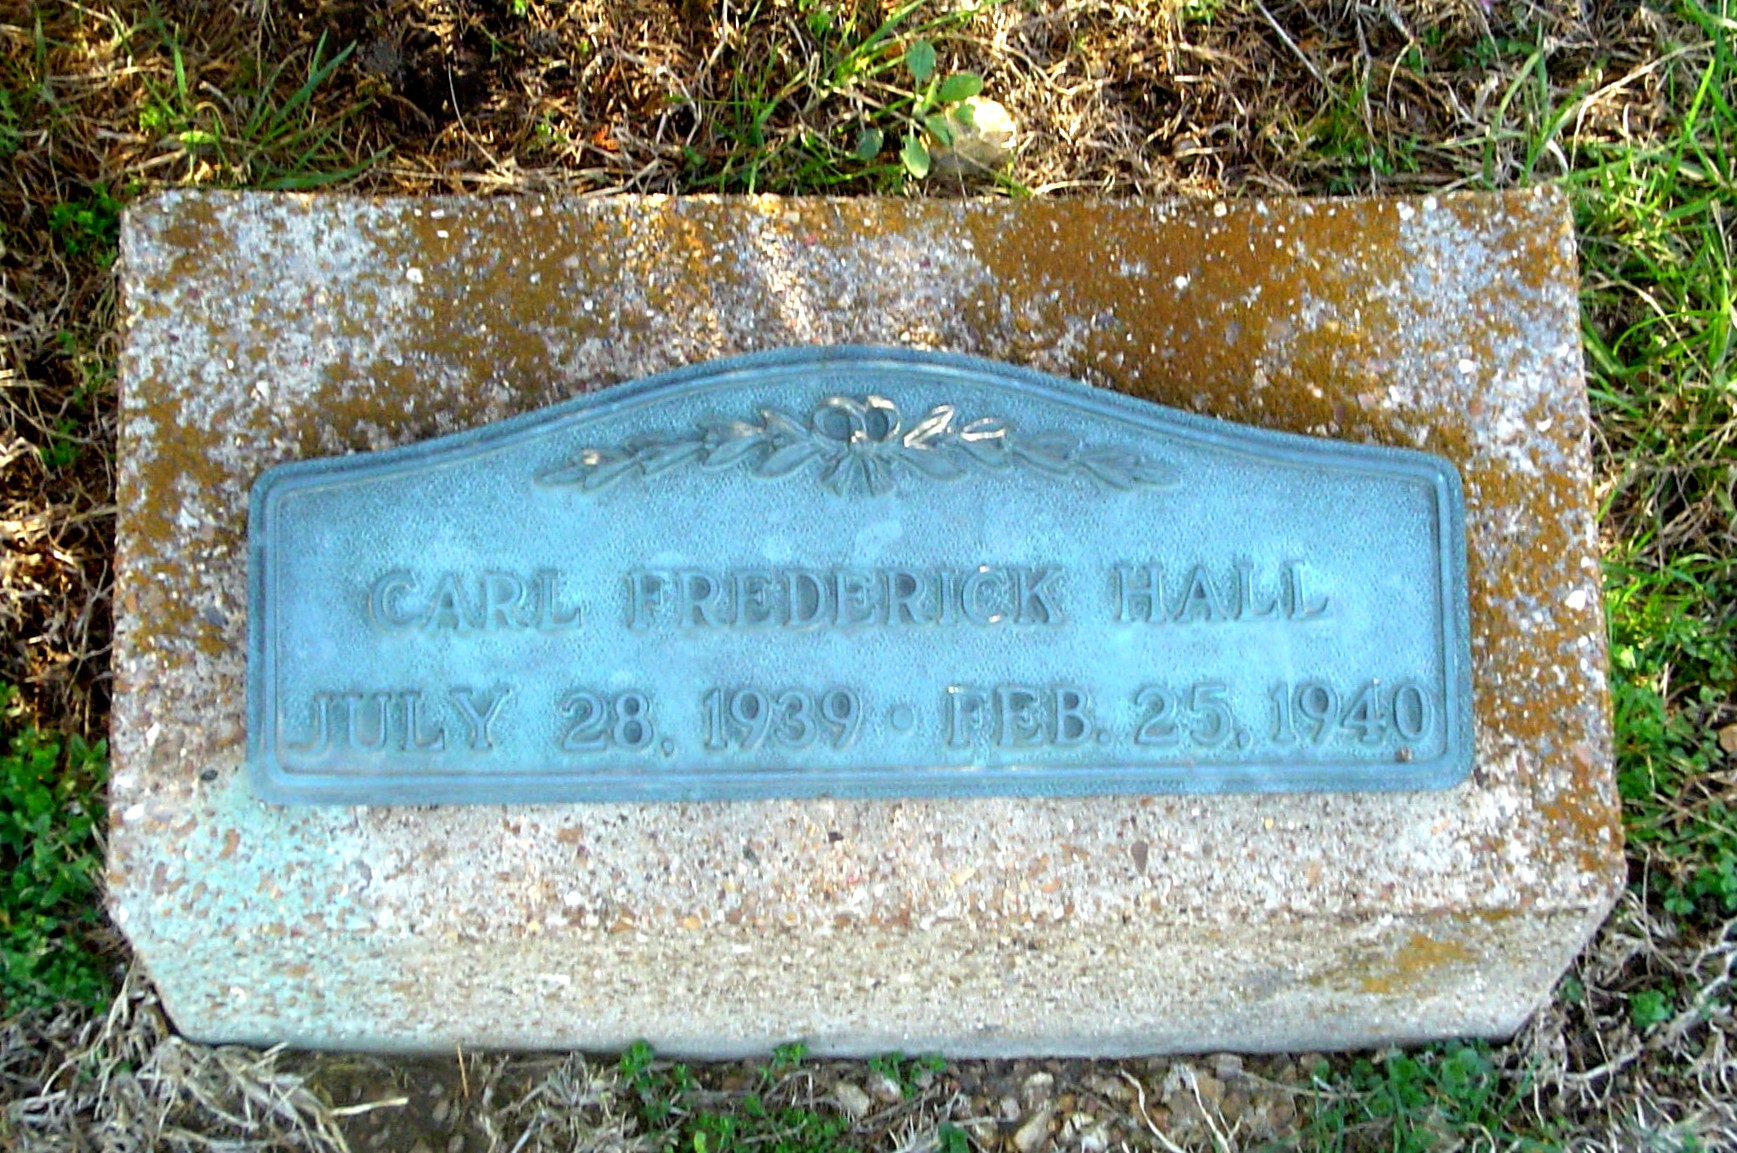 CARL FREDERICK HALL
JULY 28, 1939 · FEB. 25, 1940